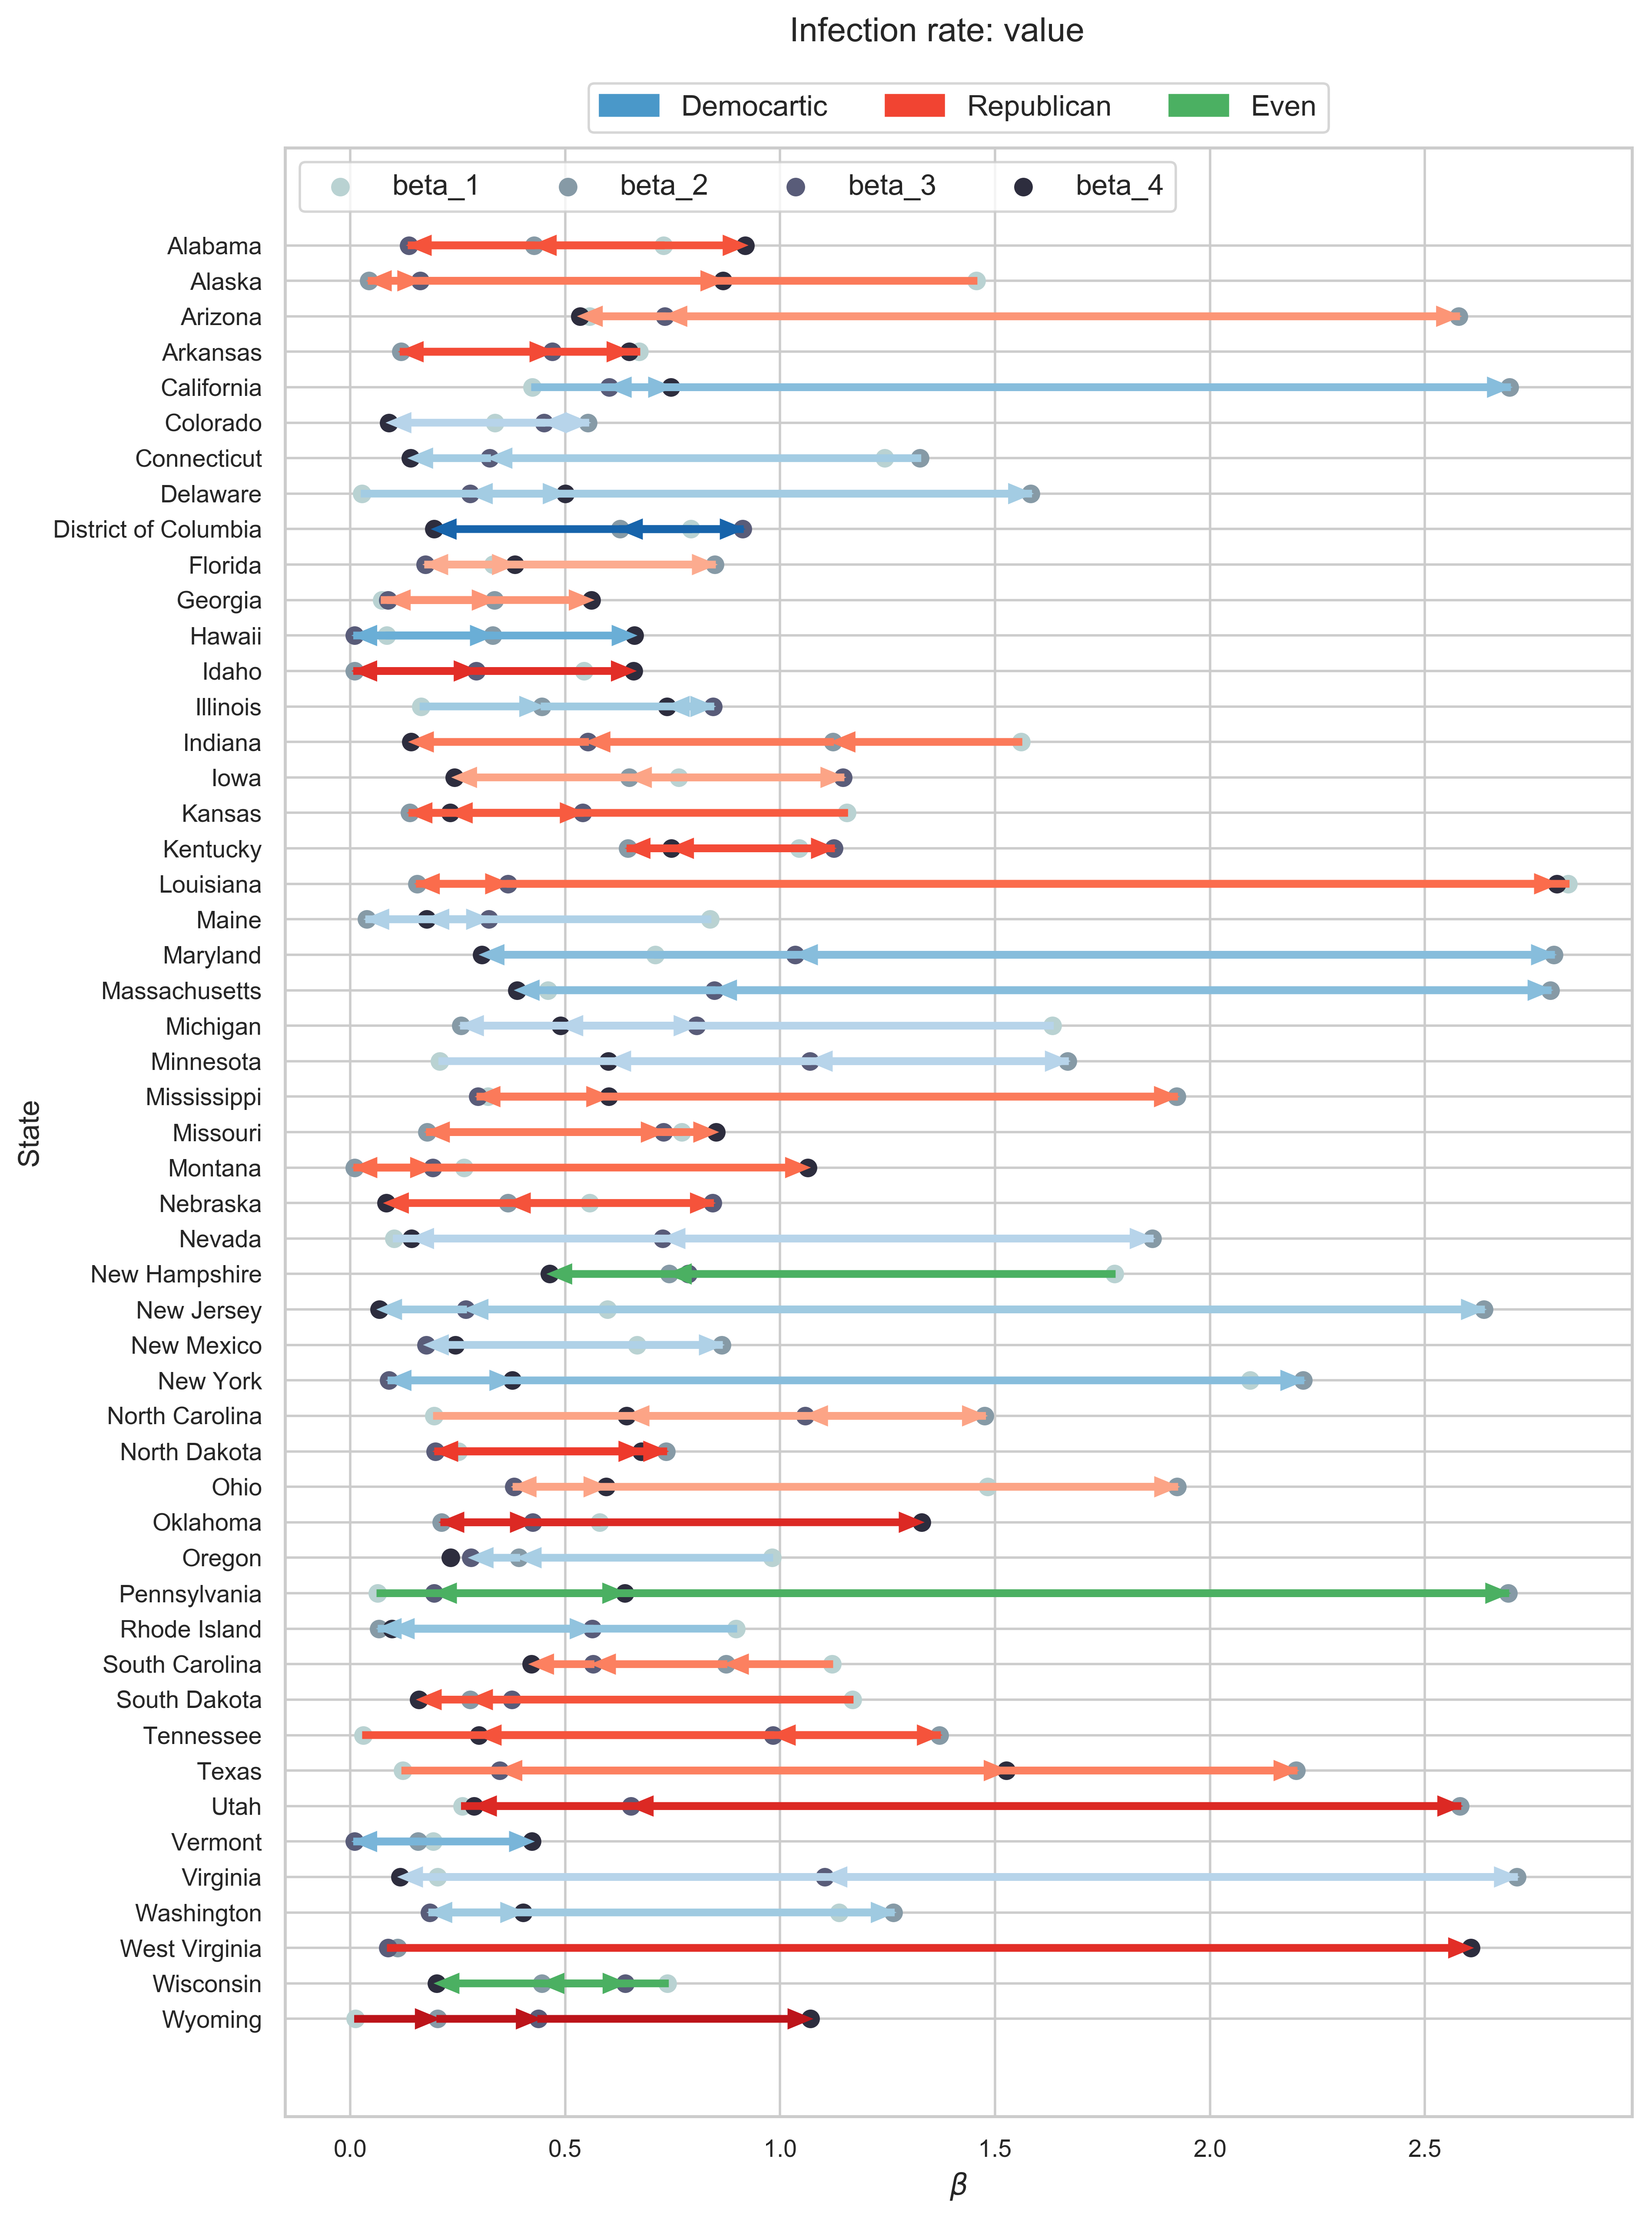 Infection rate: value
Democartic Republican Even
beta_1 beta_2 beta_3 beta_4
Alabama
Alaska
Arizona
Arkansas
California
Colorado
Connecticut
Delaware
District of Columbia
Florida
Georgia
Hawaii
Idaho
Illinois
Indiana
Iowa
Kansas
Kentucky
Louisiana
Maine
Maryland
Massachusetts
Michigan
Minnesota
Mississippi
Missouri
Montana
Nebraska
Nevada
New Hampshire
New Jersey
New Mexico
New York
North Carolina
North Dakota
Ohio
Oklahoma
Oregon
Pennsylvania
Rhode Island
South Carolina
South Dakota
Tennessee
Texas
Utah
Vermont
Virginia
Washington
West Virginia
Wisconsin
Wyoming
State
0.0 0.5 1.0 1.5 2.0 2.5
β